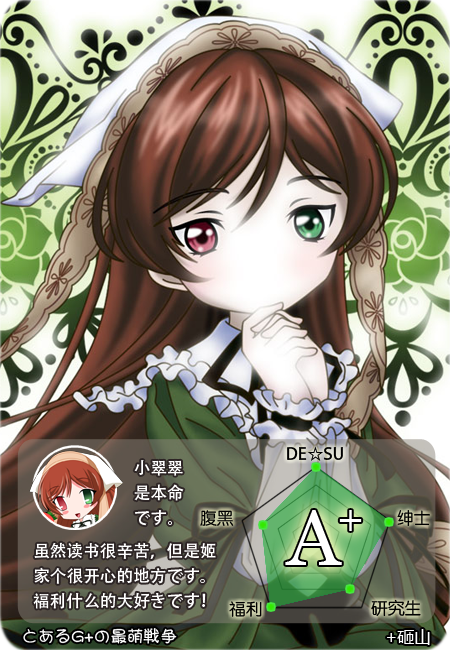 小翠翠
是本命
です。
虽然读书很辛苦，但是姬
家个很开心的地方です。
福利什么的大好きです!
DE☆SU
腹黑
绅士
A+
福利
研究生
とあるG+の最萌戦争
+砸山